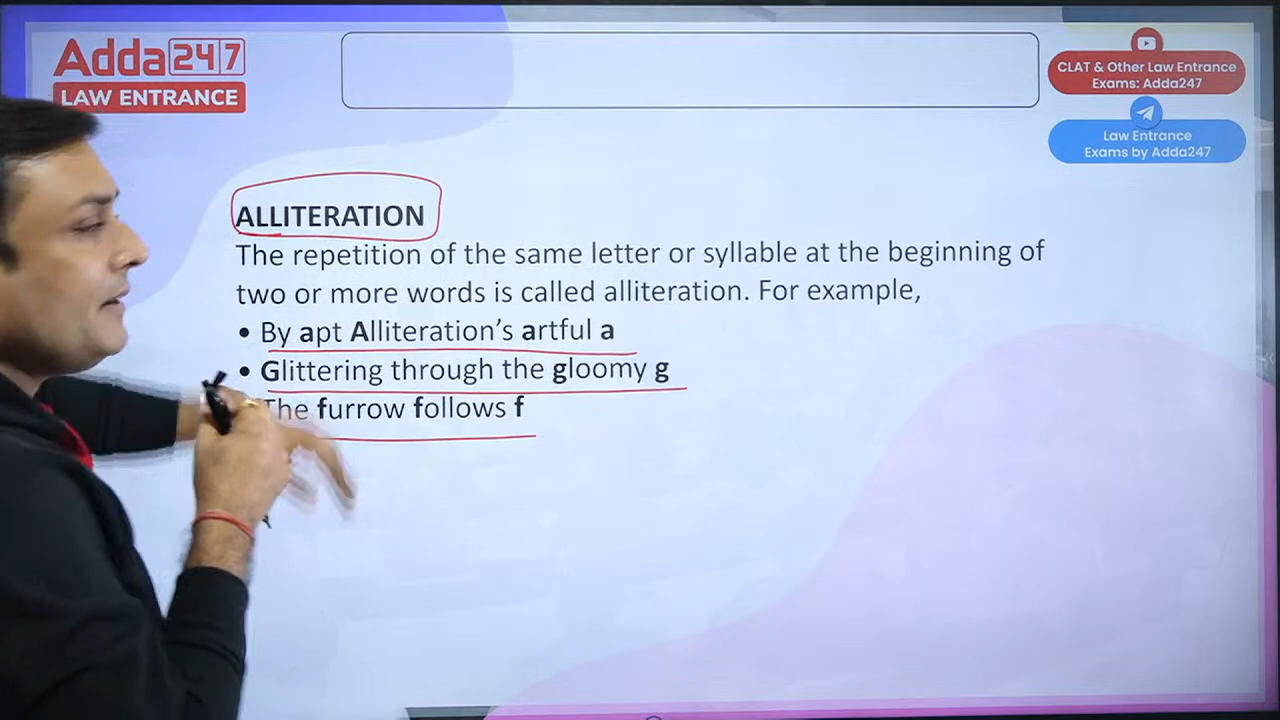 Adda247
LAW ENTRANCE
CLAT & Other Law Entrance
Exams: Adda247
Law Entrance
Exams by Adda247
ALLITERATION
The repetition of the same letter or syllable at the beginning of
two or more words is called alliteration. For example,
• By apt Alliteration’s artful a
• Glittering through the gloomy g
The furrow follows f